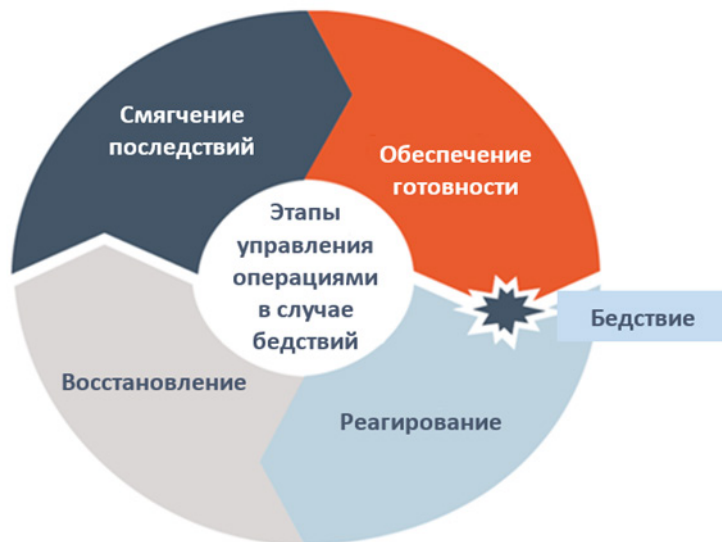 Смягчение
последствий
Обеспечение
готовности
Этапы
управления
операциями
в случае
бедствий
Бедствие
Восстановление
Реагирование